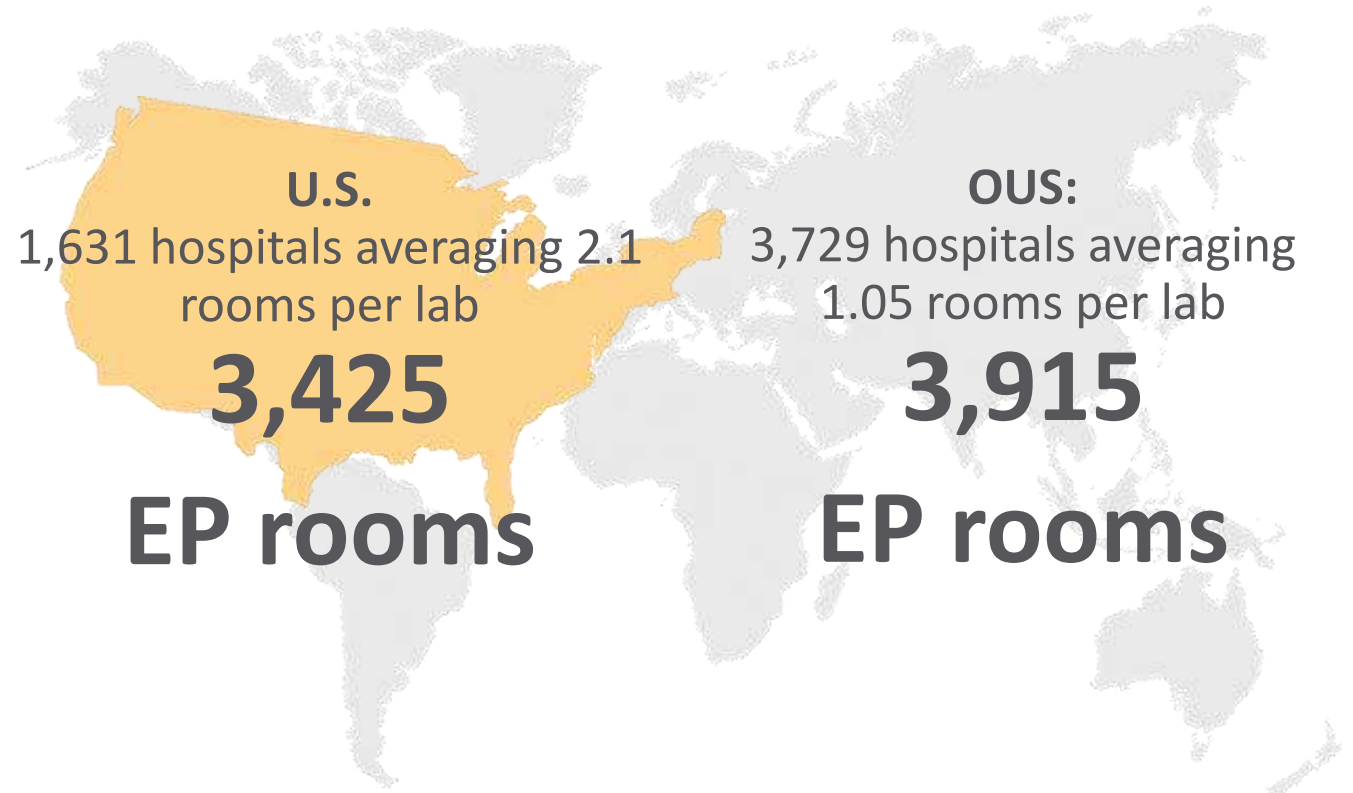 U.S.
1,631 hospitals averaging 2.1
rooms per lab
3,425
EP rooms
OUS:
3,729 hospitals averaging
1.05 rooms per lab
3,915
EP rooms